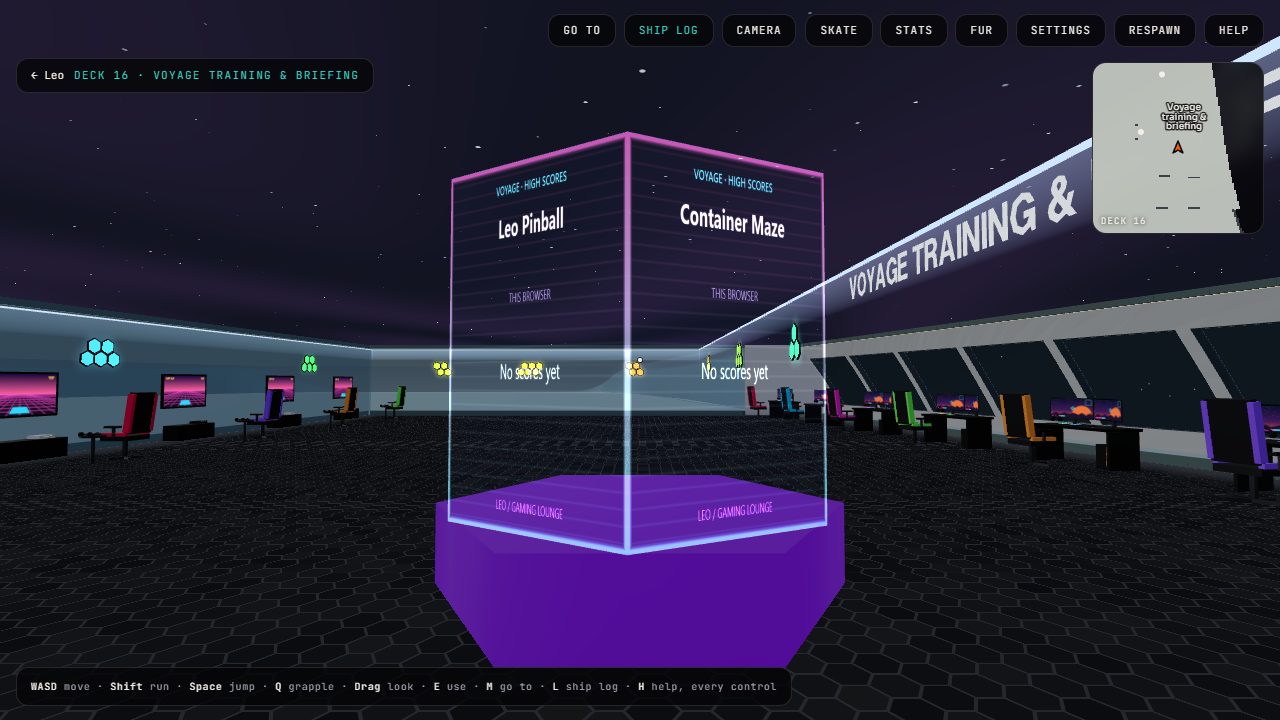 GO TO
SHIP LOG
CAMERA
SKATE
STATS
FUR
SETTINGS
RESPAWN
HELP
← Leo DECK 16 · VOYAGE TRAINING & BRIEFING
Voyage
training &
briefing
DECK 16
VOYAGE TRAINING &
VOYAGE · HIGH SCORES
Leo Pinball
THIS BROWSER
No scores yet
LEO / GAMING LOUNGE
VOYAGE · HIGH SCORES
Container Maze
THIS BROWSER
No scores yet
LEO / GAMING LOUNGE
WASD move · Shift run · Space jump · Q grapple · Drag look · E use · M go to · L ship log · H help, every control